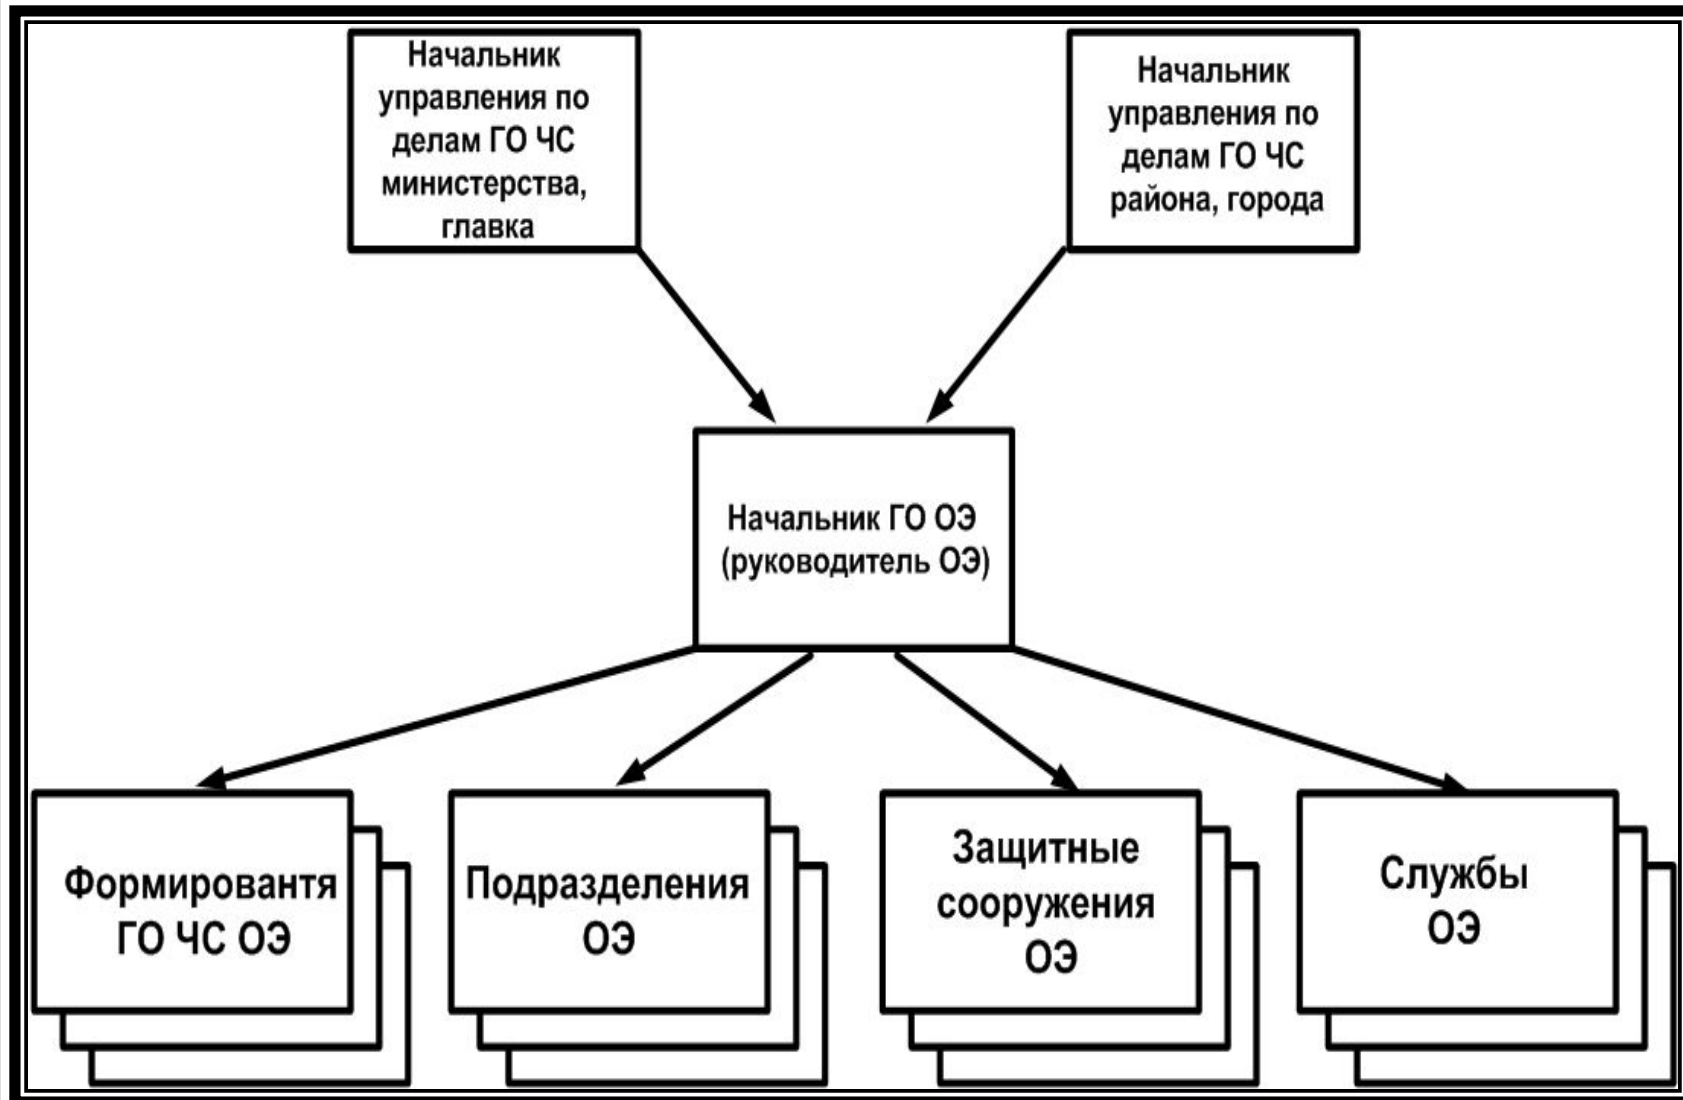 Начальник
управления по
делам ГО ЧС
министерства,
главка
Начальник
управления по
делам ГО ЧС
района, города
Начальник ГО ОЭ
(руководитель ОЭ)
Формировантя
ГО ЧС ОЭ
Подразделения
ОЭ
Защитные
сооружения
ОЭ
Службы
ОЭ